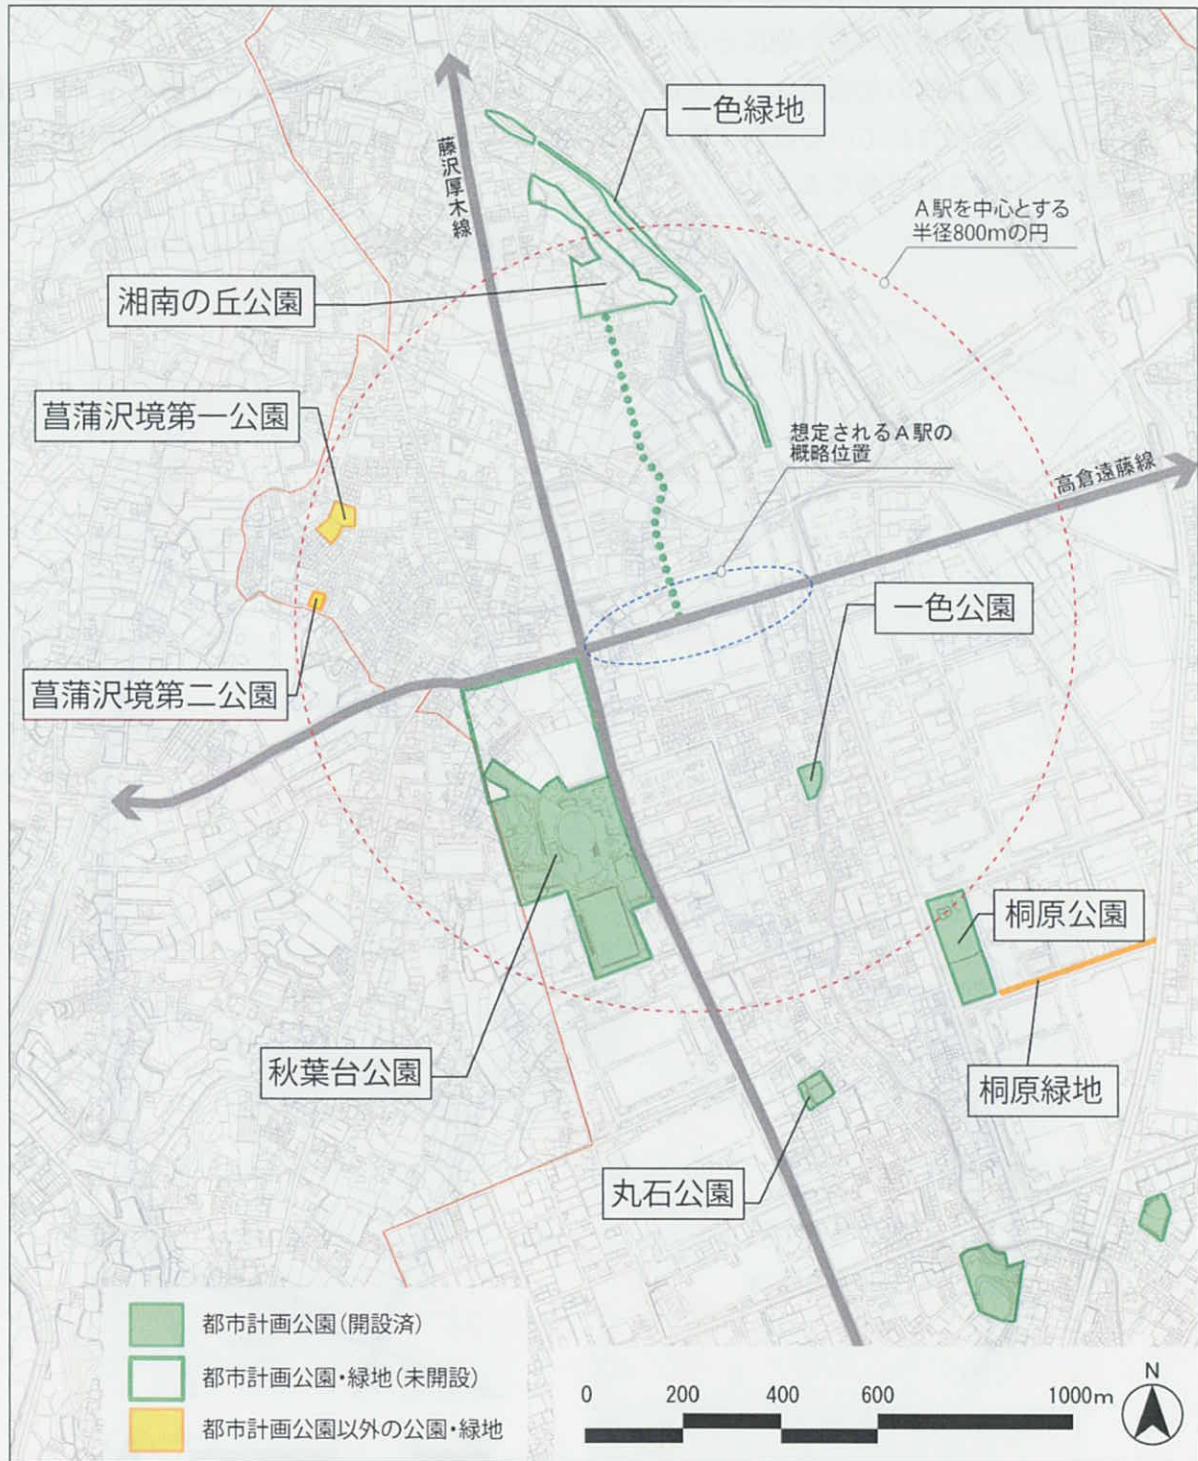 一色緑地
藤沢厚木線
A駅を中心とする
半径800mの円
湘南の丘公園
菖蒲沢境第一公園
想定されるA駅の
概略位置
高倉遠藤線
一色公園
菖蒲沢境第二公園
桐原公園
秋葉台公園
桐原緑地
丸石公園
都市計画公園(開設済)
都市計画公園・緑地(未開設)
都市計画公園以外の公園・緑地
0 200 400 600 1000m
N